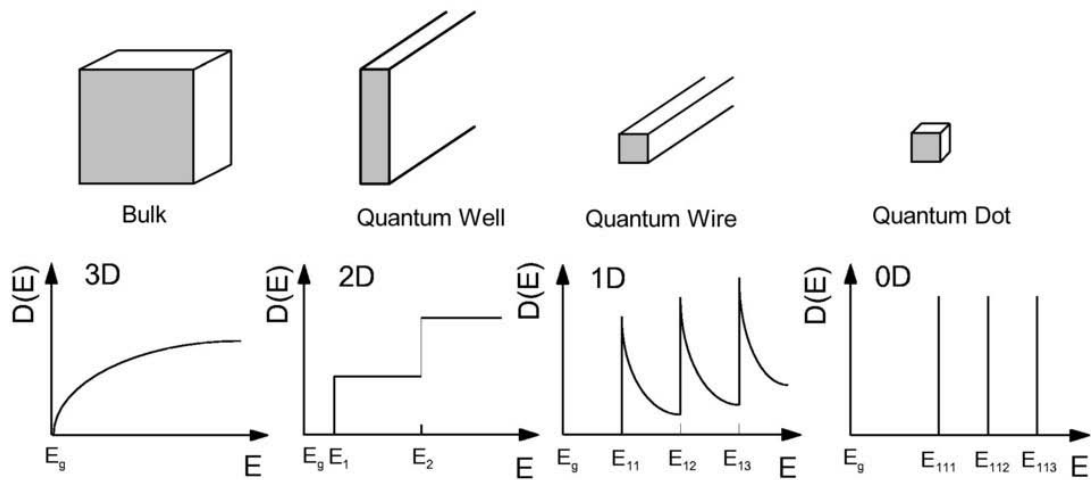 Bulk
Quantum Well
Quantum Wire
Quantum Dot
D(E)
3D
E_g
E
D(E)
2D
E_g E_1 E_2
E
D(E)
1D
E_g E_11 E_12 E_13
E
D(E)
0D
E_g E_111 E_112 E_113
E